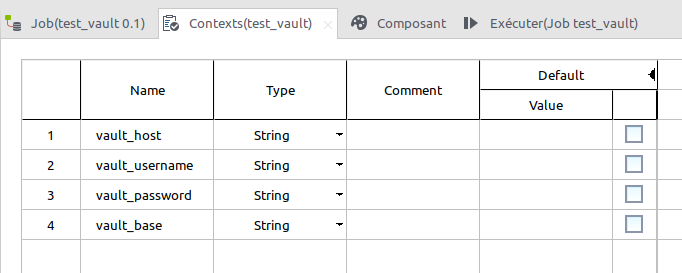 Job(test_vault 0.1) Contexts(test_vault) Composant Exécuter(Job test_vault)
Name Type Comment Default
Value
1 vault_host String
2 vault_username String
3 vault_password String
4 vault_base String